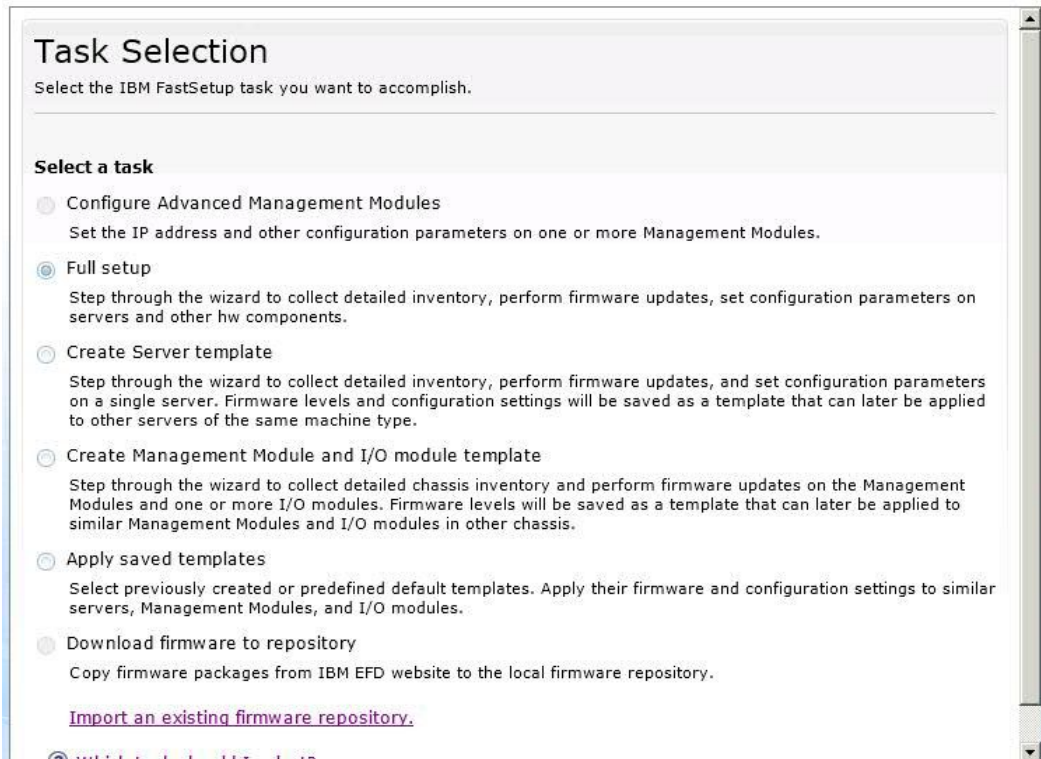 Task Selection
Select the IBM FastSetup task you want to accomplish.
Select a task
Configure Advanced Management Modules
Set the IP address and other configuration parameters on one or more Management Modules.
Full setup
Step through the wizard to collect detailed inventory, perform firmware updates, set configuration parameters on
servers and other hw components.
Create Server template
Step through the wizard to collect detailed inventory, perform firmware updates, and set configuration parameters
on a single server. Firmware levels and configuration settings will be saved as a template that can later be applied
to other servers of the same machine type.
Create Management Module and I/O module template
Step through the wizard to collect detailed chassis inventory and perform firmware updates on the Management
Modules and one or more I/O modules. Firmware levels will be saved as a template that can later be applied to
similar Management Modules and I/O modules in other chassis.
Apply saved templates
Select previously created or predefined default templates. Apply their firmware and configuration settings to similar
servers, Management Modules, and I/O modules.
Download firmware to repository
Copy firmware packages from IBM EFD website to the local firmware repository.
Import an existing firmware repository.